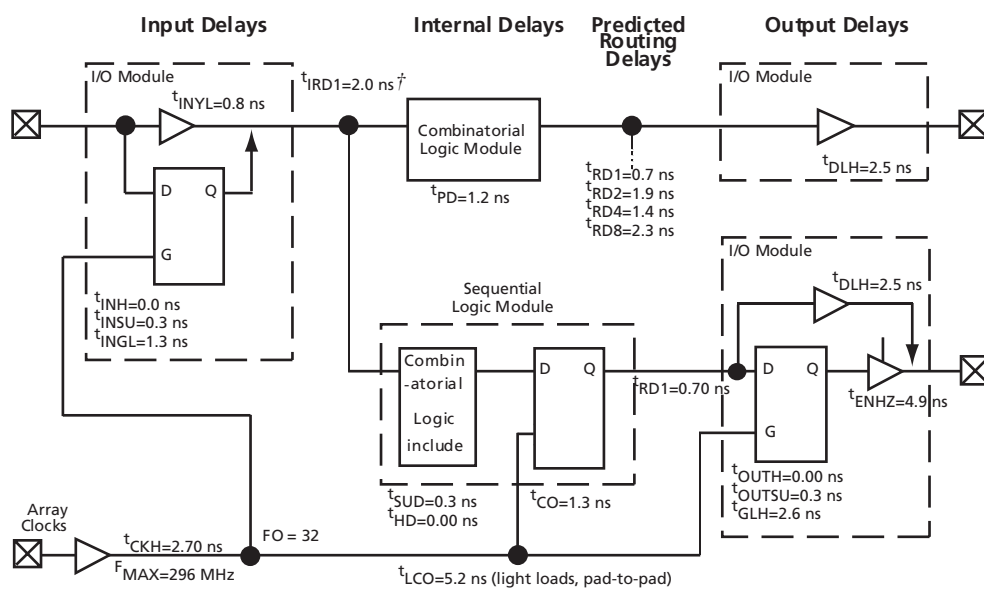 Input Delays
Internal Delays
Predicted
Routing
Delays
Output Delays
I/O Module
tINYL=0.8 ns
tIRD1=2.0 ns†
Combinatorial
Logic Module
tPD=1.2 ns
tRD1=0.7 ns
tRD2=1.9 ns
tRD4=1.4 ns
tRD8=2.3 ns
I/O Module
tDLH=2.5 ns
D Q
G
tINH=0.0 ns
tINSU=0.3 ns
tINGL=1.3 ns
Sequential
Logic Module
Combin
-atorial
Logic
include
D Q
tSUD=0.3 ns
tHD=0.00 ns
tCO=1.3 ns
tRD1=0.70 ns
I/O Module
tDLH=2.5 ns
D Q
G
tENHZ=4.9 ns
tOUTH=0.00 ns
tOUTSU=0.3 ns
tGLH=2.6 ns
Array
Clocks
tCKH=2.70 ns
FMAX=296 MHz
FO = 32
tLCO=5.2 ns (light loads, pad-to-pad)